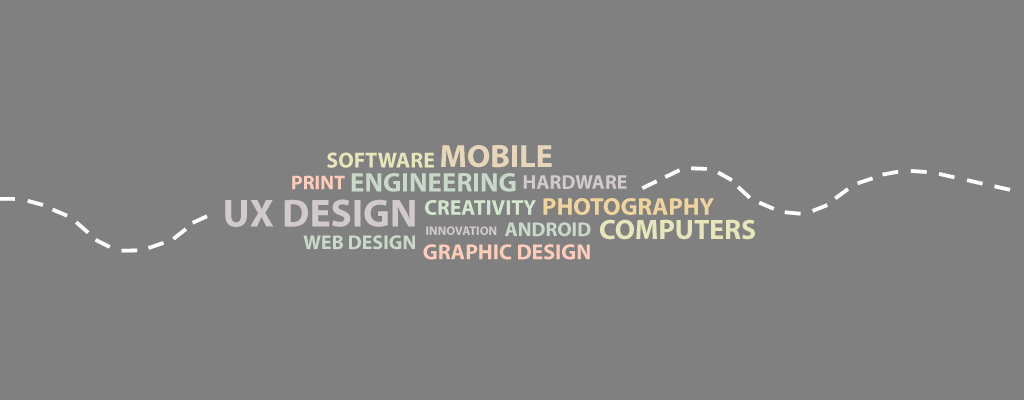 SOFTWARE MOBILE
PRINT ENGINEERING HARDWARE
UX DESIGN CREATIVITY PHOTOGRAPHY
INNOVATION ANDROID COMPUTERS
WEB DESIGN GRAPHIC DESIGN